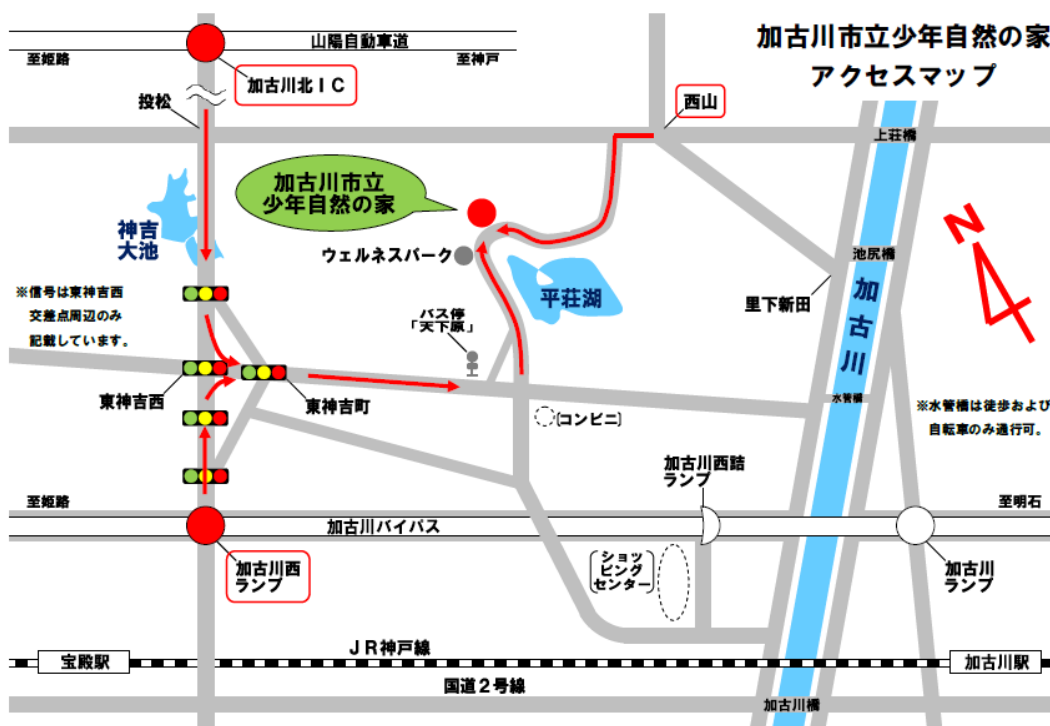 加古川市立少年自然の家
アクセスマップ
山陽自動車道
至姫路
至神戸
加古川北IC
投松
西山
上荘橋
加古川市立
少年自然の家
神吉
大池
ウェルネスパーク
池尻橋
平荘湖
里下新田
加古川
N
※信号は東神吉西
交差点周辺のみ
記載しています。
バス停
「天下原」
東神吉西
東神吉町
水管橋
(コンビニ)
※水管橋は徒歩および
自転車のみ通行可。
加古川西詰
ランプ
至姫路
加古川バイパス
至明石
加古川西
ランプ
ショッ
ピング
センター
加古川
ランプ
JR神戸線
宝殿駅
加古川駅
国道2号線
加古川橋